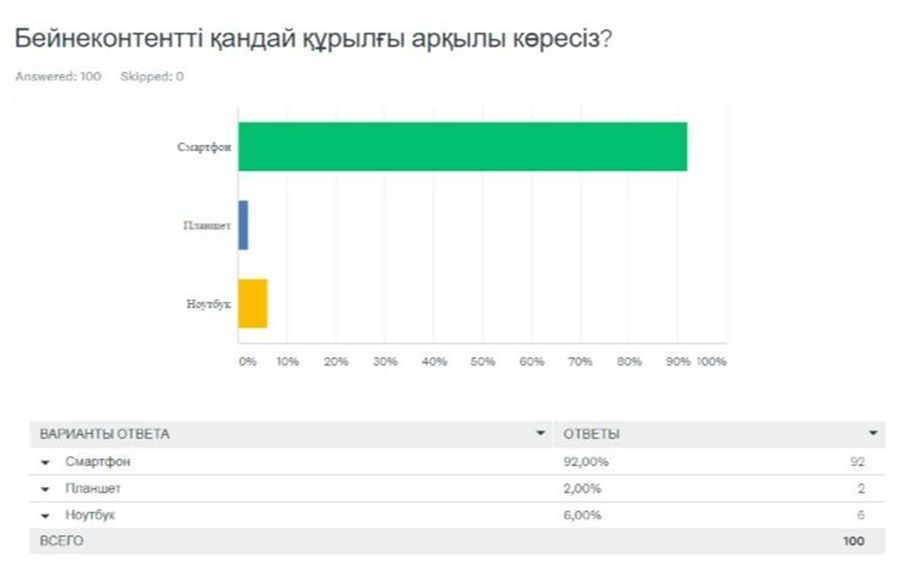 Бейнеконтентті қандай құрылғы арқылы көресіз?
Answered: 100 Skipped: 0
Смартфон
Планшет
Ноутбук
0% 10% 20% 30% 40% 50% 60% 70% 80% 90% 100%
ВАРИАНТЫ ОТВЕТА ОТВЕТЫ
Смартфон 92,00% 92
Планшет 2,00% 2
Ноутбук 6,00% 6
ВСЕГО 100